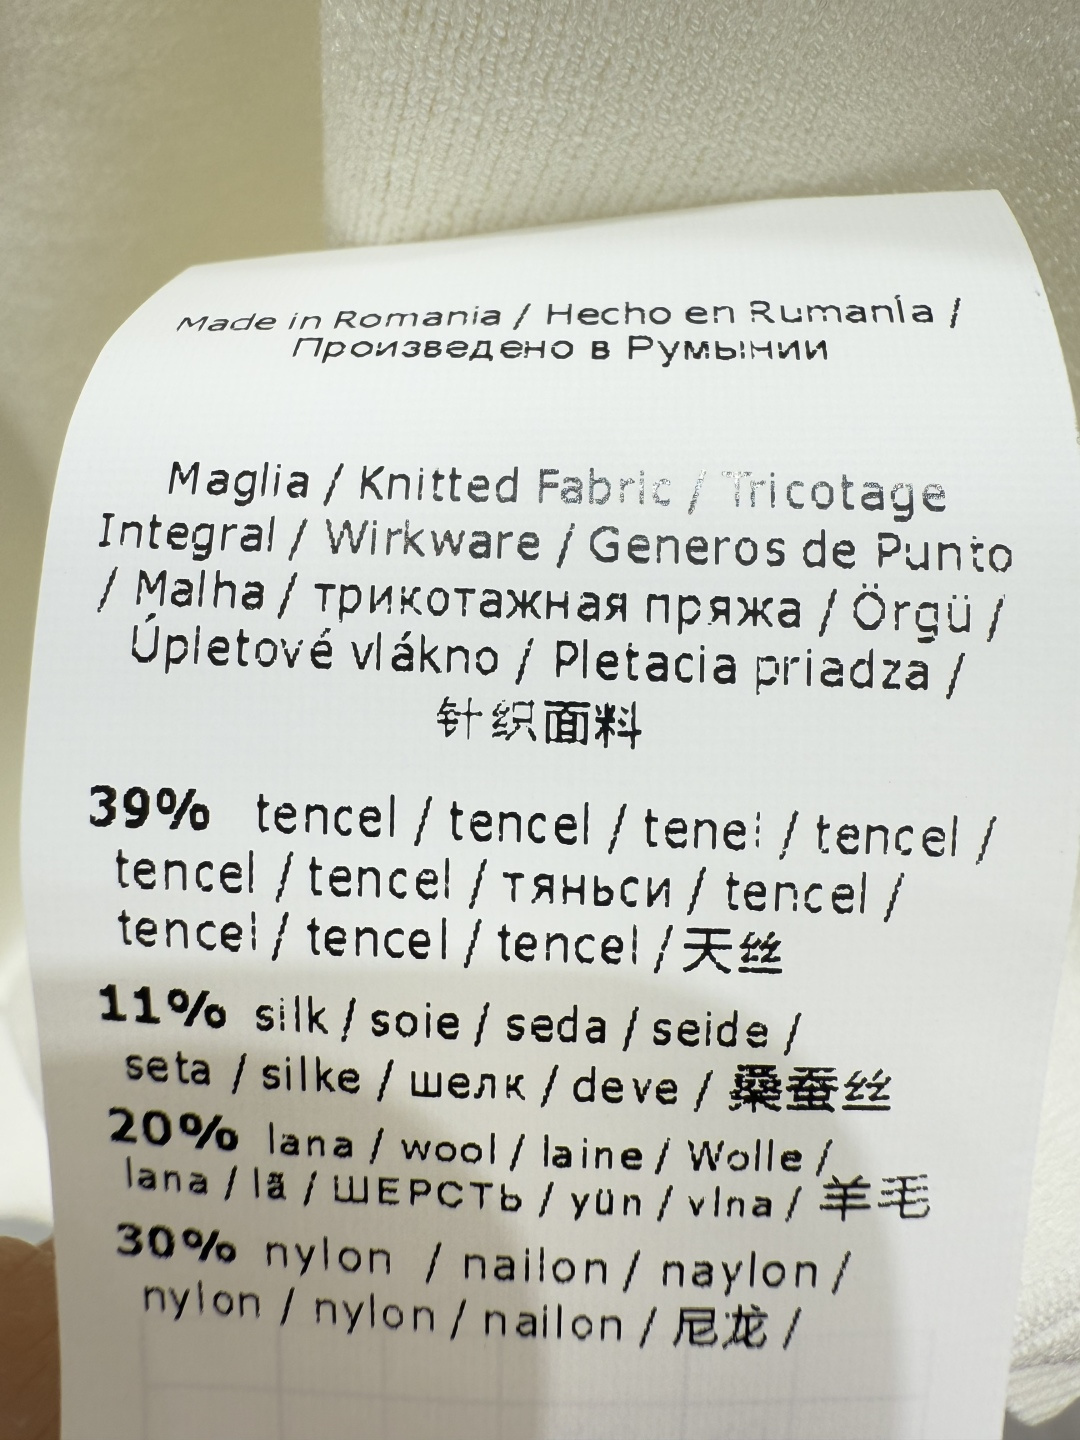 Made in Romania / Hecho en Rumanía /
Произведено в Румынии
Maglia / Knitted Fabric / Tricotage
Integral / Wirkware / Generos de Punto
/ Malha / трикотажная пряжа / Örgü /
Úpletové vlákno / Pletacia priadza /
针织面料
39% tencel / tencel / tenel / tencel /
tencel / tencel / тяньси / tencel /
tencel / tencel / tencel / 天丝
11% silk / soie / seda / seide /
seta / silke / шелк / deve / 桑蚕丝
20% lana / wool / laine / Wolle /
lana / lã / ШЕРСТЬ / yün / vlna / 羊毛
30% nylon / nailon / naylon /
nylon / nylon / nailon / 尼龙 /